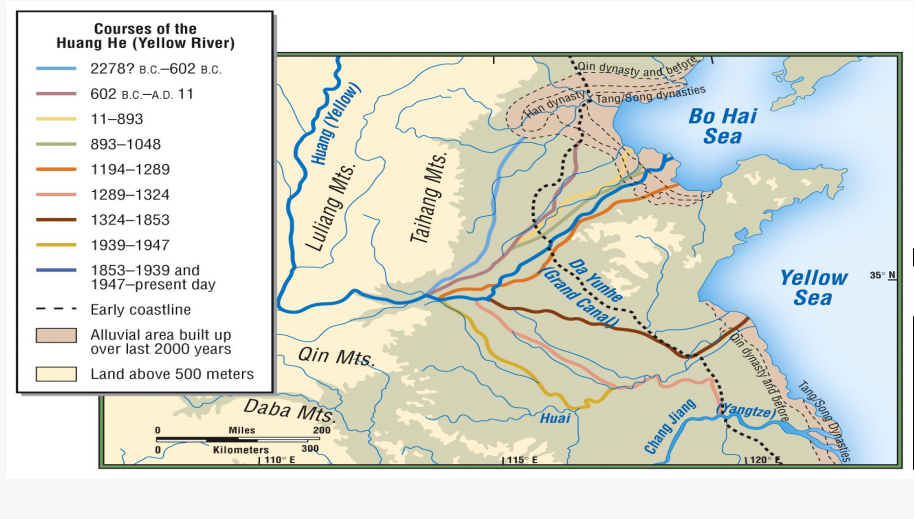 Courses of the
Huang He (Yellow River)
2278? B.C.–602 B.C.
602 B.C.–A.D. 11
11–893
893–1048
1194–1289
1289–1324
1324–1853
1939–1947
1853–1939 and
1947–present day
Early coastline
Alluvial area built up
over last 2000 years
Land above 500 meters
Qin dynasty and before
Han dynasty
Tang/Song dynasties
Bo Hai
Sea
Huang (Yellow)
Luliang Mts.
Taihang Mts.
35° N
Yellow
Sea
Da Yunhe
(Grand Canal)
Qin Mts.
Daba Mts.
Huai
Chang Jiang
(Yangtze)
Qin dynasty and before
Tang/Song Dynasties
0 Miles 200
0 Kilometers 300
110° E
115° E
120° E